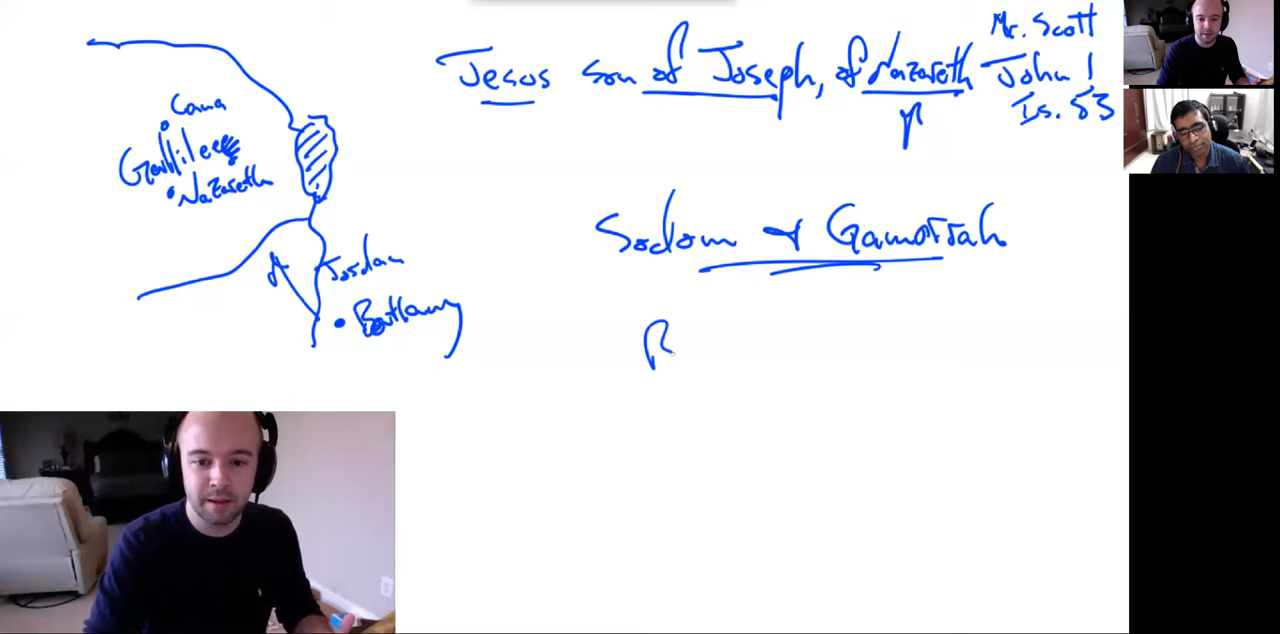 Jesus son of Joseph, of Nazareth
Mr. Scott
John 1
Is. 53
Cana
Galilee
Nazareth
Jordan
Bethany
Sodom & Gamorrah
B